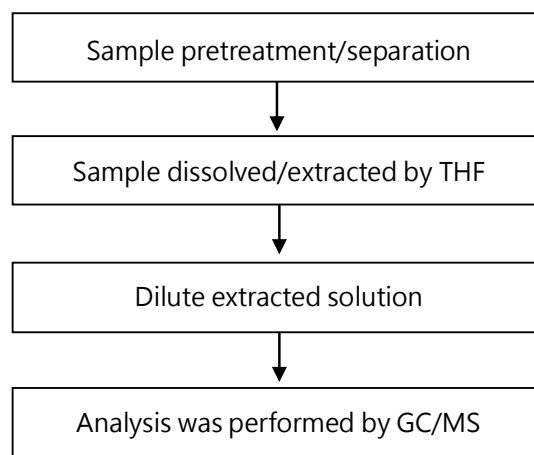 Sample pretreatment/separation
Sample dissolved/extracted by THF
Dilute extracted solution
Analysis was performed by GC/MS